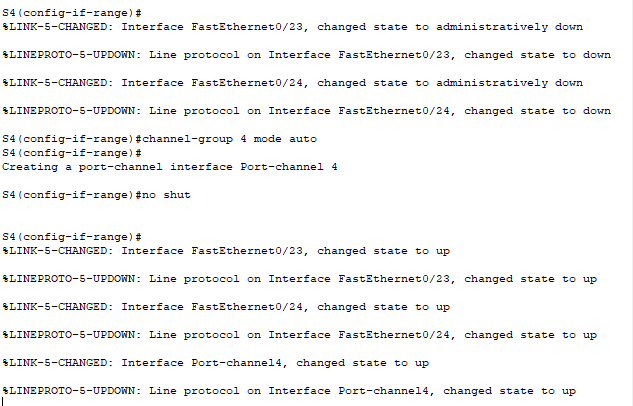 S4(config-if-range)#
%LINK-5-CHANGED: Interface FastEthernet0/23, changed state to administratively down
%LINEPROTO-5-UPDOWN: Line protocol on Interface FastEthernet0/23, changed state to down
%LINK-5-CHANGED: Interface FastEthernet0/24, changed state to administratively down
%LINEPROTO-5-UPDOWN: Line protocol on Interface FastEthernet0/24, changed state to down
S4(config-if-range)#channel-group 4 mode auto
S4(config-if-range)#
Creating a port-channel interface Port-channel 4
S4(config-if-range)#no shut
S4(config-if-range)#
%LINK-5-CHANGED: Interface FastEthernet0/23, changed state to up
%LINEPROTO-5-UPDOWN: Line protocol on Interface FastEthernet0/23, changed state to up
%LINK-5-CHANGED: Interface FastEthernet0/24, changed state to up
%LINEPROTO-5-UPDOWN: Line protocol on Interface FastEthernet0/24, changed state to up
%LINK-5-CHANGED: Interface Port-channel4, changed state to up
%LINEPROTO-5-UPDOWN: Line protocol on Interface Port-channel4, changed state to up